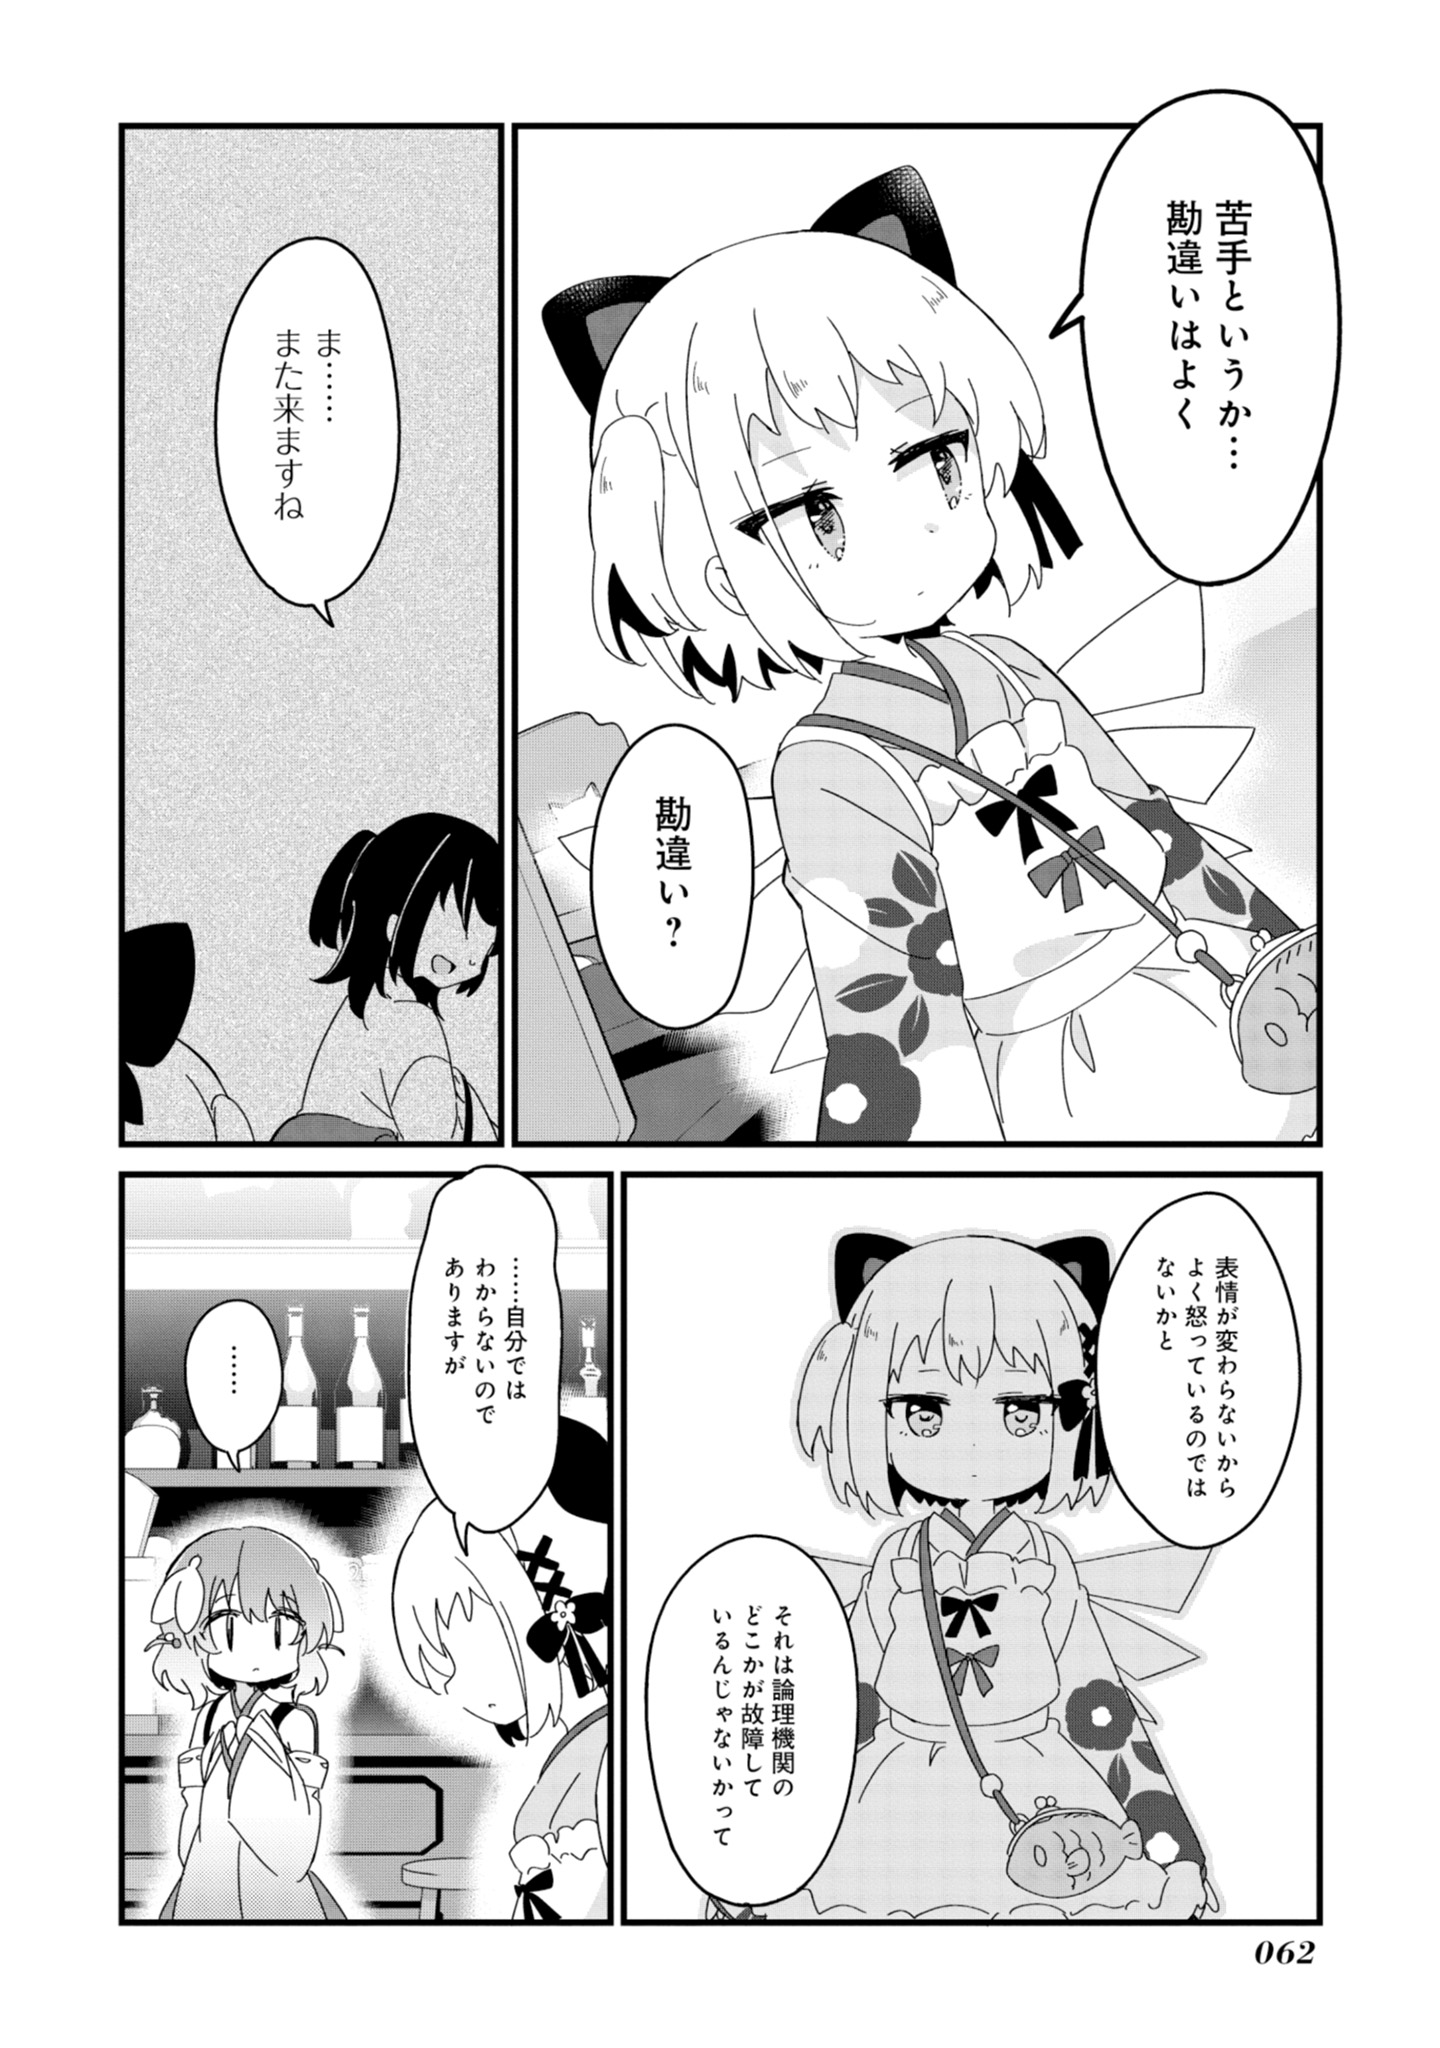 苦手というか…
勘違いはよく
勘違い?
ま……
また来ますね
表情が変わらないから
よく怒っているのでは
ないかと
それは論理機関の
どこかが故障して
いるんじゃないかって
……自分では
わからないので
ありますが
……
062